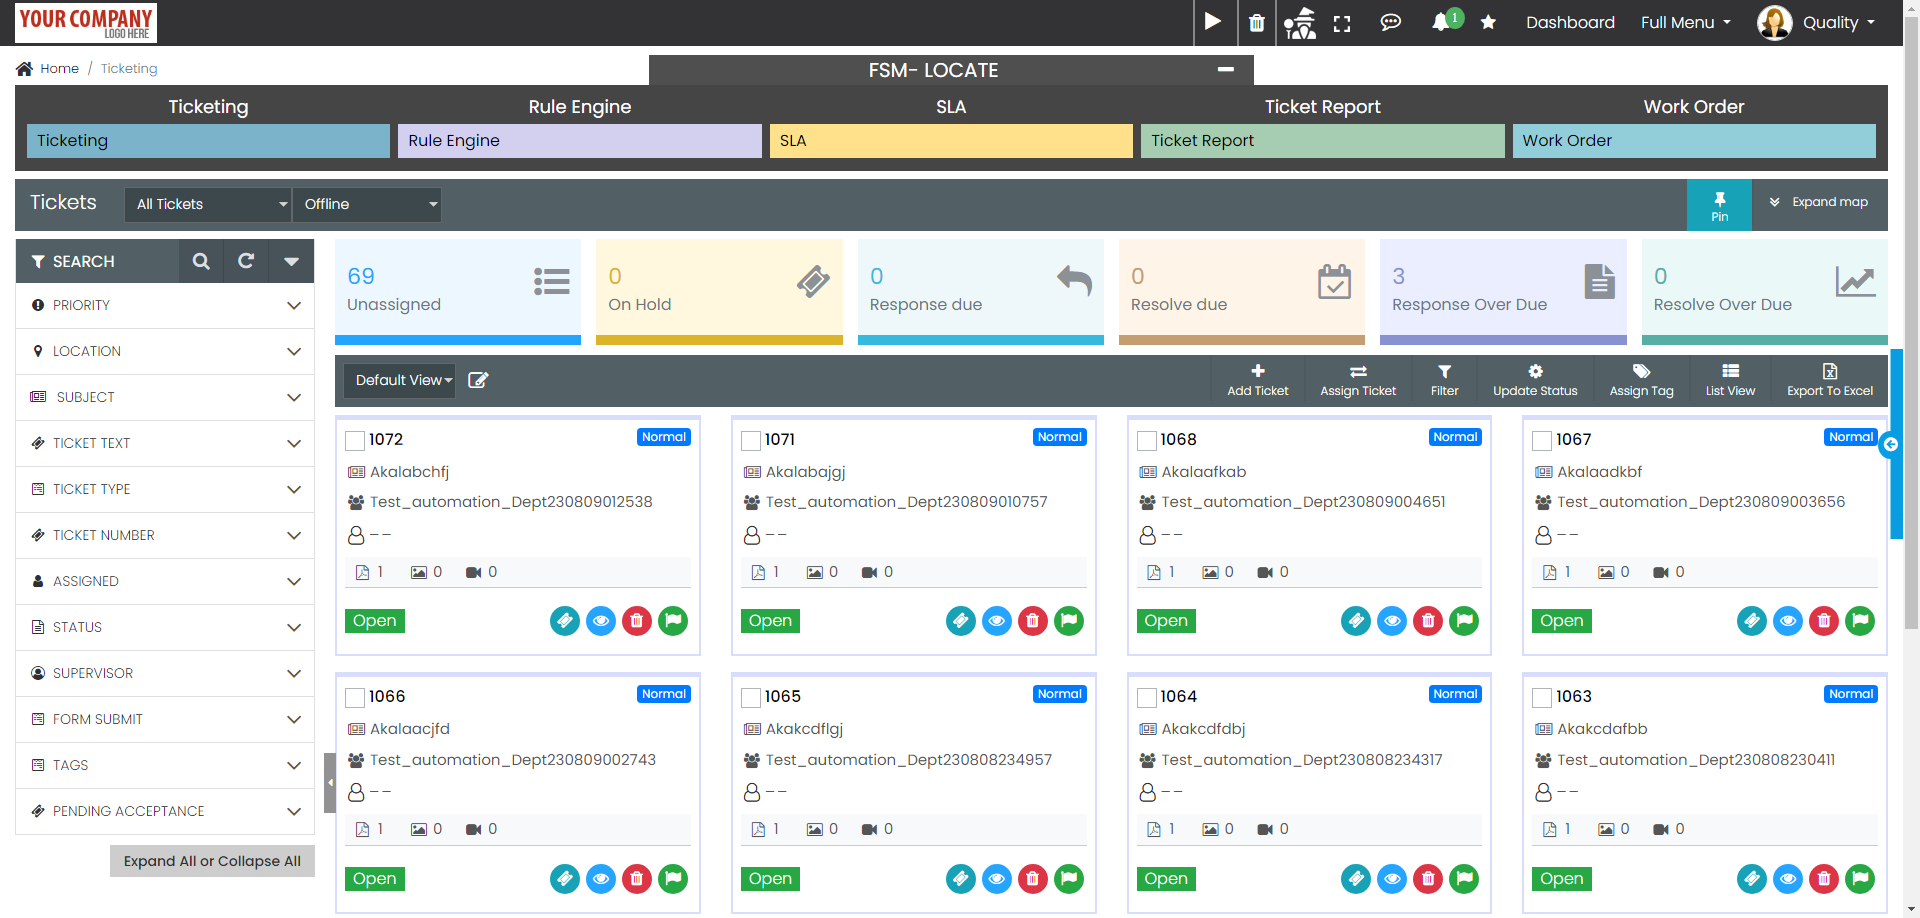 YOUR COMPANY
LOGO HERE
1
Dashboard
Full Menu
Quality
Home / Ticketing
FSM- LOCATE
Ticketing
Rule Engine
SLA
Ticket Report
Work Order
Ticketing
Rule Engine
SLA
Ticket Report
Work Order
Tickets
All Tickets
Offline
Pin
Expand map
SEARCH
PRIORITY
LOCATION
SUBJECT
TICKET TEXT
TICKET TYPE
TICKET NUMBER
ASSIGNED
STATUS
SUPERVISOR
FORM SUBMIT
TAGS
PENDING ACCEPTANCE
Expand All or Collapse All
69
Unassigned
0
On Hold
0
Response due
0
Resolve due
3
Response Over Due
0
Resolve Over Due
Default View
Add Ticket
Assign Ticket
Filter
Update Status
Assign Tag
List View
Export To Excel
1072 Normal
Akalabchfj
Test_automation_Dept230809012538
--
1 0 0
Open
1071 Normal
Akalabajgj
Test_automation_Dept230809010757
--
1 0 0
Open
1068 Normal
Akalaafkab
Test_automation_Dept230809004651
--
1 0 0
Open
1067 Normal
Akalaadkbf
Test_automation_Dept230809003656
--
1 0 0
Open
1066 Normal
Akalaacjfd
Test_automation_Dept230809002743
--
1 0 0
Open
1065 Normal
Akakcdflgj
Test_automation_Dept230808234957
--
1 0 0
Open
1064 Normal
Akakcdfdbj
Test_automation_Dept230808234317
--
1 0 0
Open
1063 Normal
Akakcdafbb
Test_automation_Dept230808230411
--
1 0 0
Open